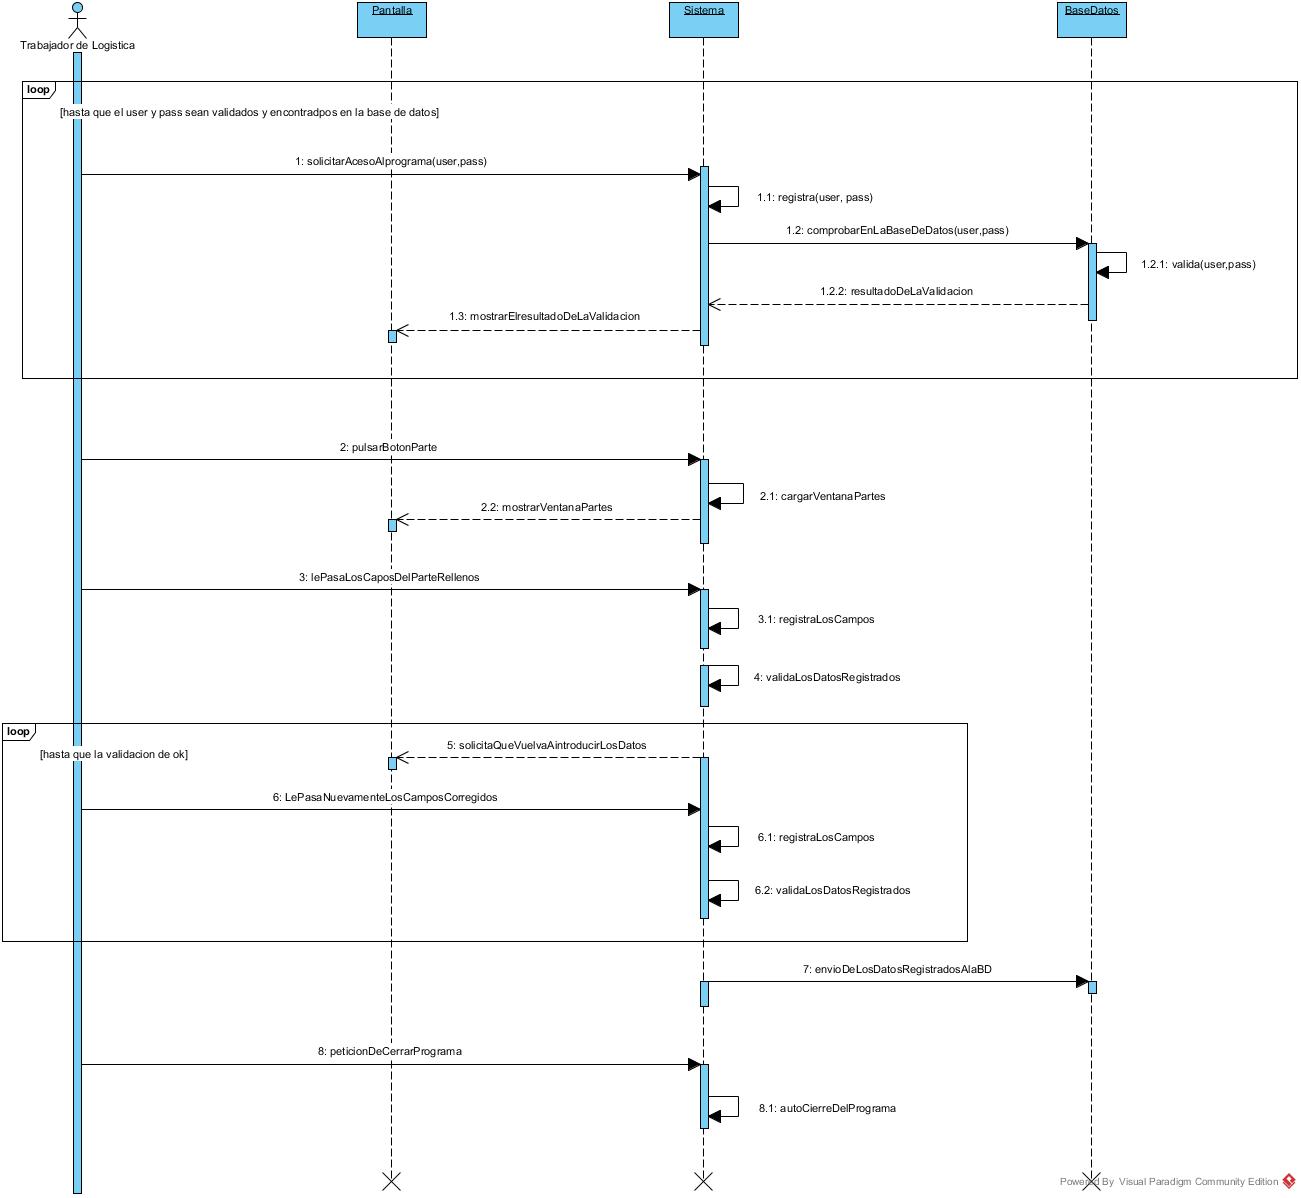 Pantalla
Sistema
BaseDatos
Trabajador de Logistica
loop
[hasta que el user y pass sean validados y encontradpos en la base de datos]
1: solicitarAcesoAlprograma(user,pass)
1.1: registra(user, pass)
1.2: comprobarEnLaBaseDeDatos(user,pass)
1.2.1: valida(user,pass)
1.2.2: resultadoDeLaValidacion
1.3: mostrarElresultadoDeLaValidacion
2: pulsarBotonParte
2.1: cargarVentanaPartes
2.2: mostrarVentanaPartes
3: lePasaLosCaposDelParteRellenos
3.1: registraLosCampos
4: validaLosDatosRegistrados
loop
[hasta que la validacion de ok]
5: solicitaQueVuelvaAintroducirLosDatos
6: LePasaNuevamenteLosCamposCorregidos
6.1: registraLosCampos
6.2: validaLosDatosRegistrados
7: envioDeLosDatosRegistradosAlaBD
8: peticionDeCerrarPrograma
8.1: autoCierreDelPrograma
Powered By Visual Paradigm Community Edition